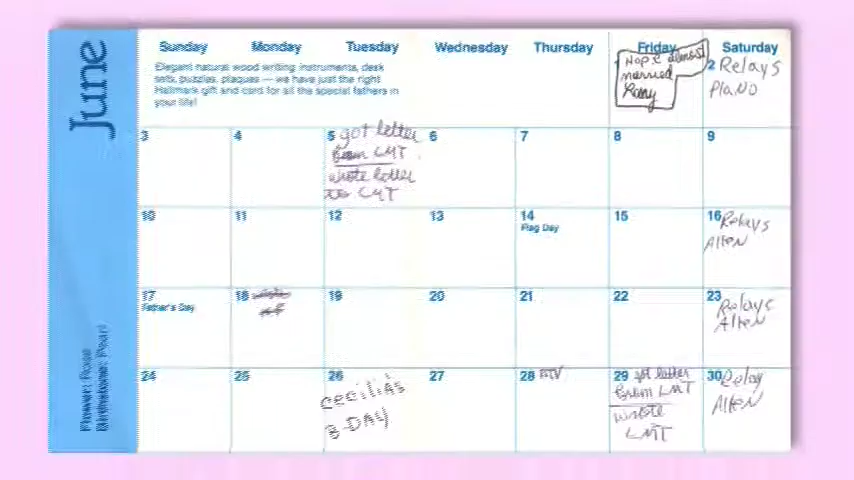 June
Sunday Monday Tuesday Wednesday Thursday Friday Saturday
Elegant natural wood writing instruments, desk
sets, puzzles, plaques — we have just the right
Hallmark gift and card for all the special fathers in
your life!
Hope almost
married
2 Relays
Plano
3 4 5 got letter
from LMT
wrote letter
to LMT
6 7 8 9
10 11 12 13 14
Flag Day
15 16 Relays
Allen
17
Father's Day
18
19 20 21 22 23
Relays
Allen
24 25 26
Cecilia's
B-DAY
27 28
29 got letter
from LMT
wrote
LMT
30 Relay
Allen
Flower: Rose
Birthstone: Pearl